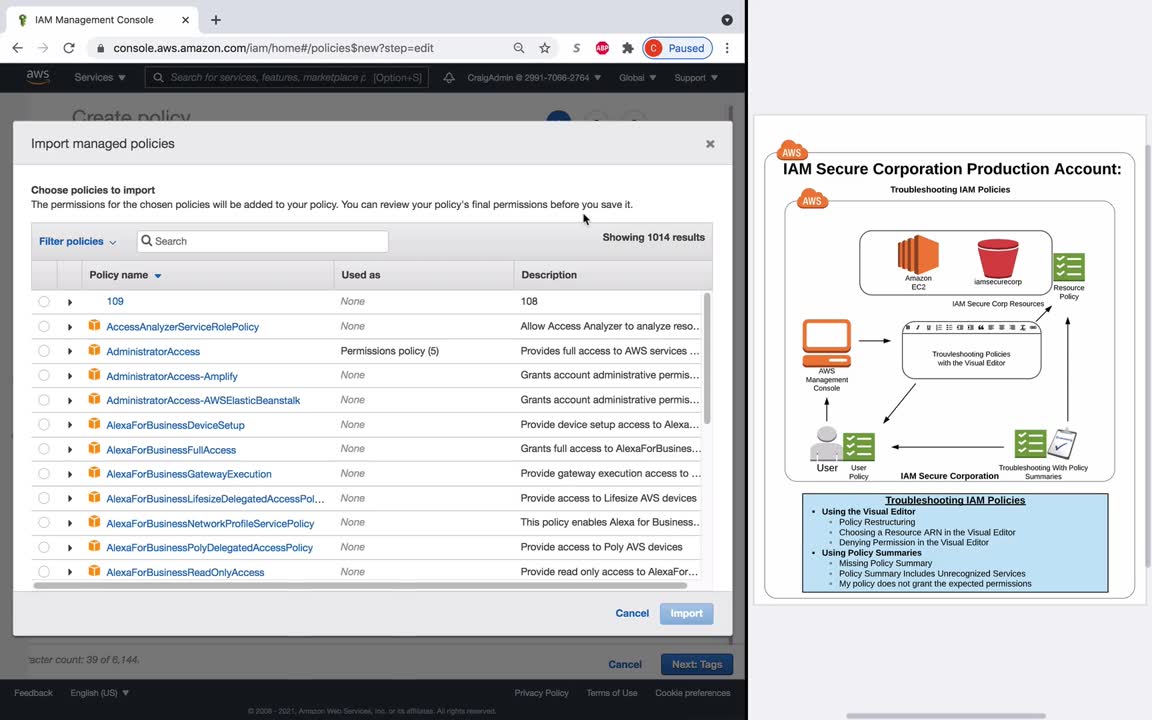 IAM Management Console
console.aws.amazon.com/iam/home#/policies$new?step=edit
S
ABP
C Paused
aws
Services
Search for services, features, marketplace p [Option+S]
CraigAdmin @ 2991-7066-2764
Global
Support
Create policy
Import managed policies
Choose policies to import
The permissions for the chosen policies will be added to your policy. You can review your policy's final permissions before you save it.
Filter policies
Search
Showing 1014 results
Policy name Used as Description
109 None 108
AccessAnalyzerServiceRolePolicy None Allow Access Analyzer to analyze reso...
AdministratorAccess Permissions policy (5) Provides full access to AWS services ...
AdministratorAccess-Amplify None Grants account administrative permis...
AdministratorAccess-AWSElasticBeanstalk None Grants account administrative permis...
AlexaForBusinessDeviceSetup None Provide device setup access to Alexa...
AlexaForBusinessFullAccess None Grants full access to AlexaForBusines...
AlexaForBusinessGatewayExecution None Provide gateway execution access to ...
AlexaForBusinessLifesizeDelegatedAccessPol... None Provide access to Lifesize AVS devices
AlexaForBusinessNetworkProfileServicePolicy None This policy enables Alexa for Business...
AlexaForBusinessPolyDelegatedAccessPolicy None Provide access to Poly AVS devices
AlexaForBusinessReadOnlyAccess None Provide read only access to AlexaFor...
Cancel
Import
acter count: 39 of 6,144.
Cancel
Next: Tags
Feedback
English (US)
Privacy Policy
Terms of Use
Cookie preferences
© 2008 - 2021, Amazon Web Services, Inc. or its affiliates. All rights reserved.
AWS
IAM Secure Corporation Production Account:
Troubleshooting IAM Policies
AWS
Amazon
EC2
iamsecurecorp
Resource
Policy
IAM Secure Corp Resources
Trouvleshooting Policies
with the Visual Editor
AWS
Management
Console
User
User
Policy
IAM Secure Corporation
Troubleshooting With Policy
Summaries
Troubleshooting IAM Policies
Using the Visual Editor
Policy Restructuring
Choosing a Resource ARN in the Visual Editor
Denying Permission in the Visual Editor
Using Policy Summaries
Missing Policy Summary
Policy Summary Includes Unrecognized Services
My policy does not grant the expected permissions